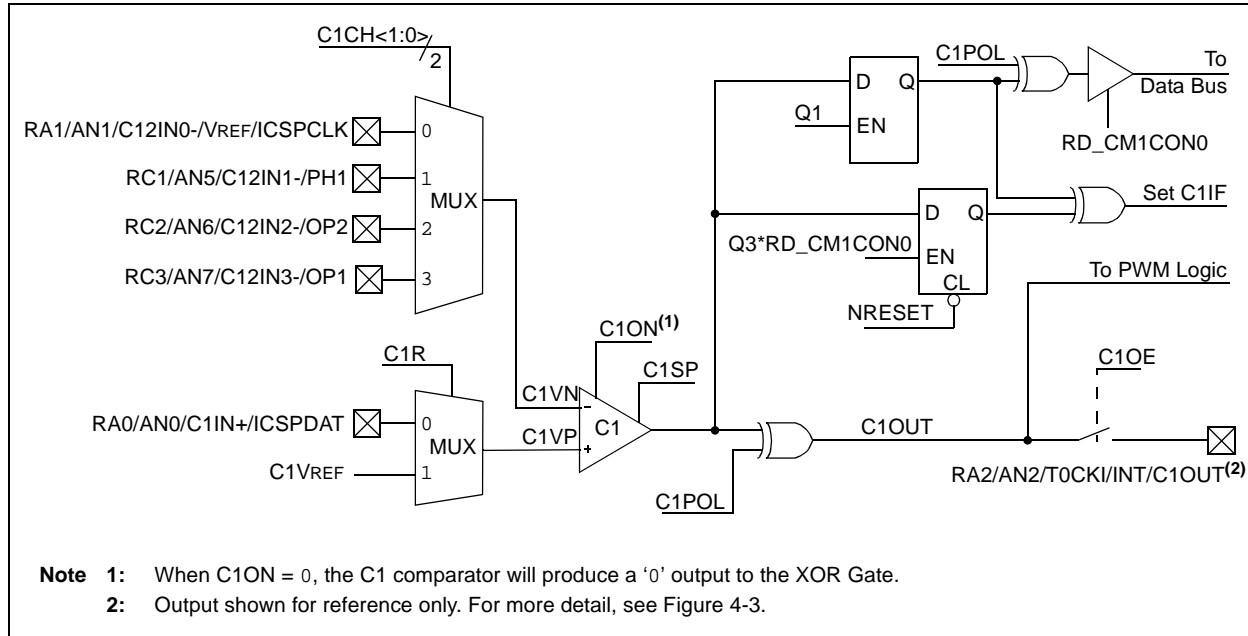 C1CH<1:0>
2
RA1/AN1/C12IN0-/VREF/ICSPCLK
0
RC1/AN5/C12IN1-/PH1
1
MUX
RC2/AN6/C12IN2-/OP2
2
RC3/AN7/C12IN3-/OP1
3
C1R
RA0/AN0/C1IN+/ICSPDAT
0
MUX
C1VREF
1
C1VN
C1VP
C1ON(1)
C1SP
-
C1
+
C1POL
D Q
Q1
EN
C1POL
To
Data Bus
RD_CM1CON0
D Q
Q3*RD_CM1CON0
EN
CL
NRESET
Set C1IF
To PWM Logic
C1OE
C1OUT
RA2/AN2/T0CKI/INT/C1OUT(2)
Note 1: When C1ON = 0, the C1 comparator will produce a ‘0’ output to the XOR Gate.
2: Output shown for reference only. For more detail, see Figure 4-3.